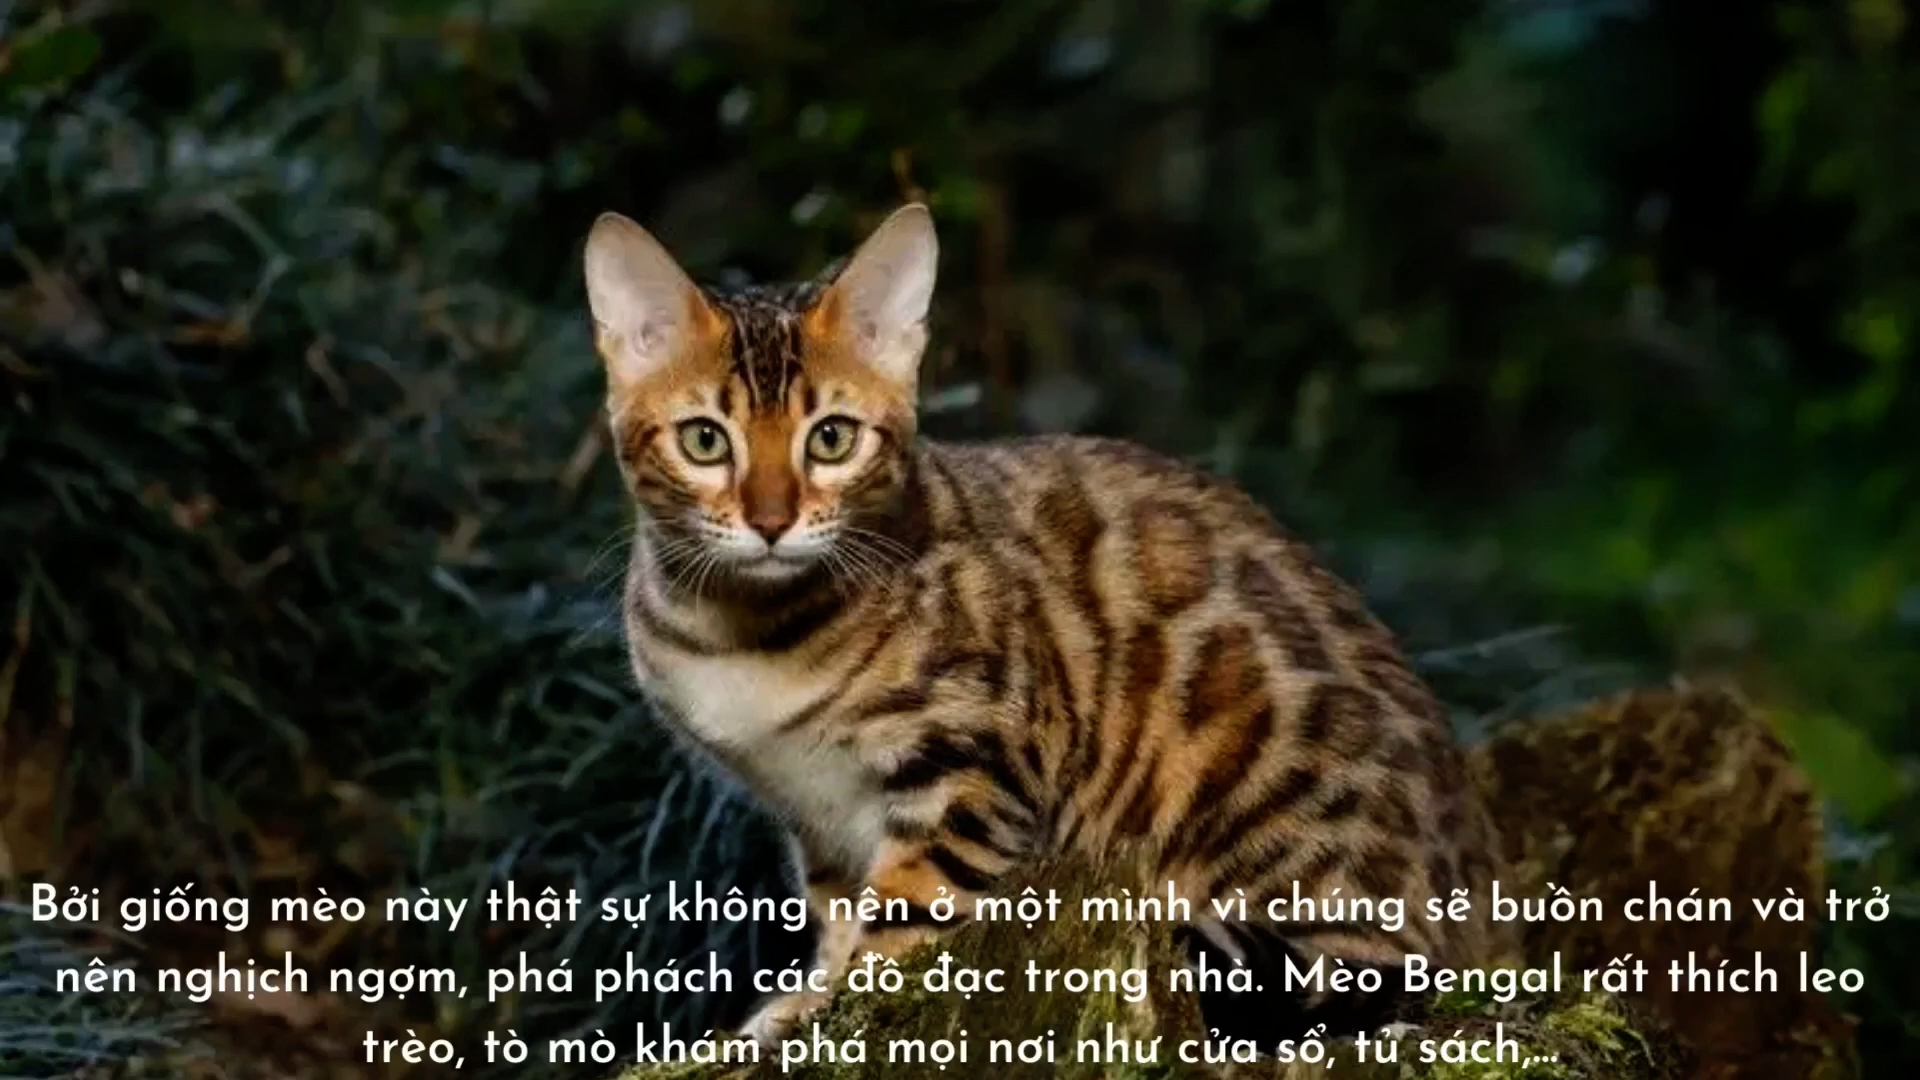 Bởi giống mèo này thật sự không nên ở một mình vì chúng sẽ buồn chán và trở
nên nghịch ngợm, phá phách các đồ đạc trong nhà. Mèo Bengal rất thích leo
trèo, tò mò khám phá mọi nơi như cửa sổ, tủ sách,...